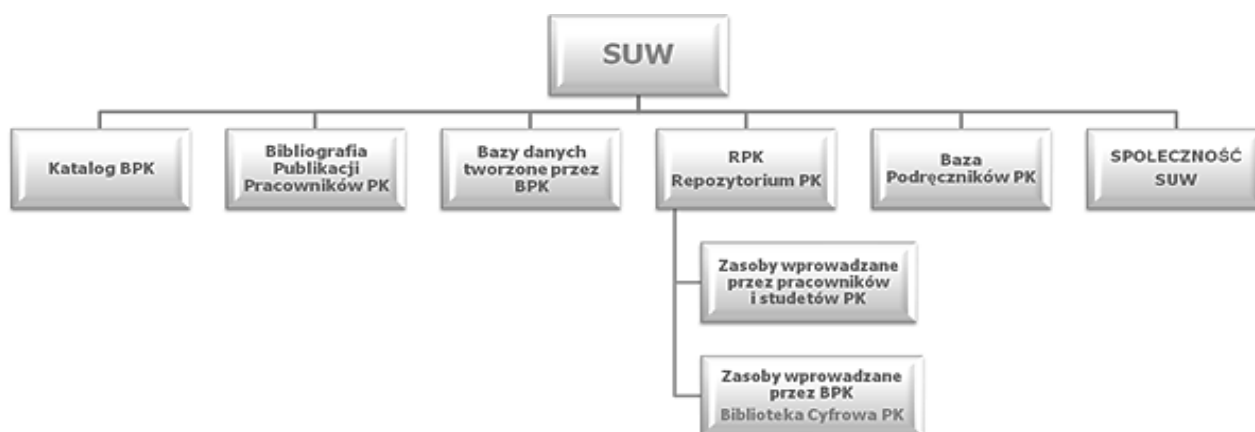 SUW
Katalog BPK
Bibliografia
Publikacji
Pracowników PK
Bazy danych
tworzone przez
BPK
RPK
Repozytorium PK
Baza
Podręczników PK
SPOŁECZNOŚĆ
SUW
Zasoby wprowadzane
przez pracowników
i studetów PK
Zasoby wprowadzane
przez BPK
Biblioteka Cyfrowa PK